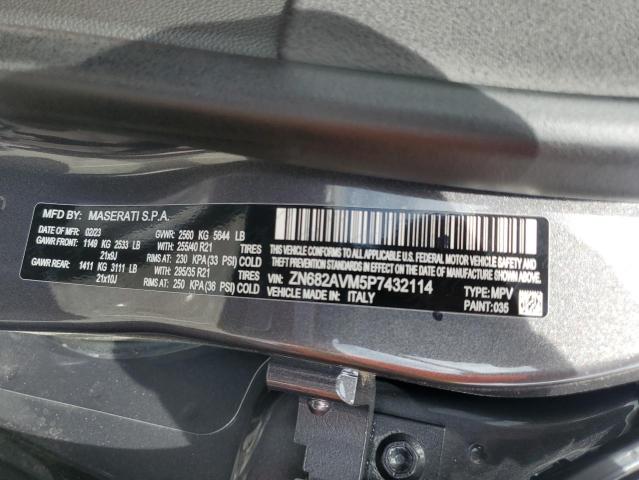 MFD BY: MASERATI S.P.A.
DATE OF MFR: 02/23 GVWR: 2560 KG 5644 LB
GAWR FRONT: 1149 KG 2533 LB 255/40 R21 TIRES
21x9J RIMS AT 230 KPA (33 PSI) COLD
GAWR REAR: 1411 KG 3111 LB 295/35 R21 TIRES
21x10J RIMS AT 250 KPA (36 PSI) COLD
THIS VEHICLE CONFORMS TO ALL APPLICABLE U.S. FEDERAL MOTOR VEHICLE
SAFETY, BUMPER, AND THEFT PREVENTION STANDARDS IN EFFECT
ON THE DATE OF MANUFACTURE SHOWN ABOVE.
VIN: ZN682AVM5P7432114 TYPE: MPV
VEHICLE MADE IN: ITALY PAINT: 035